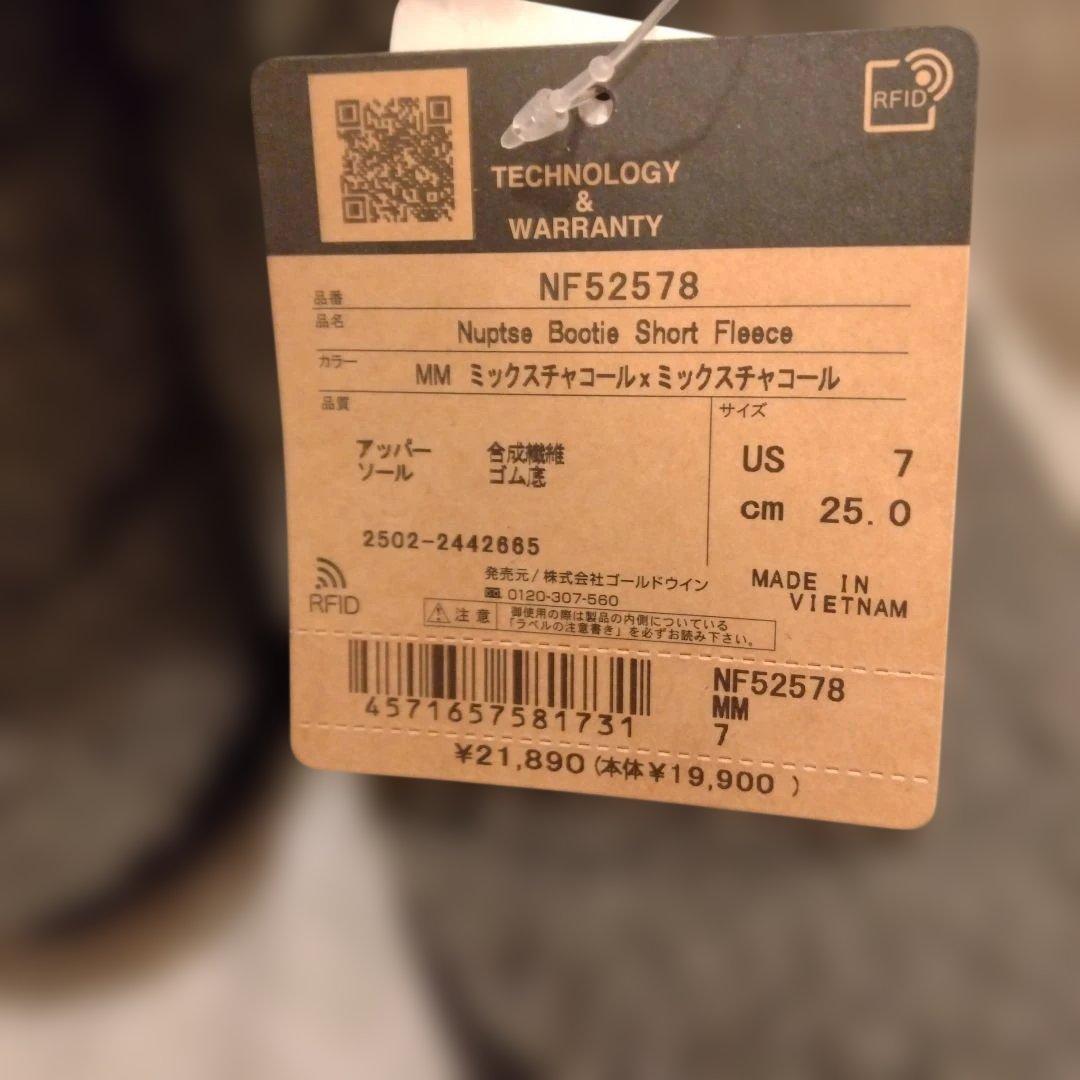 RFID
TECHNOLOGY
&
WARRANTY
品番 NF52578
品名 Nuptse Bootie Short Fleece
カラー MM ミックスチャコールxミックスチャコール
品質
アッパー 合成繊維
ソール ゴム底
サイズ
US 7
cm 25.0
2502-2442665
RFID
発売元/株式会社ゴールドウイン
0120-307-560
MADE IN
VIETNAM
注意 御使用の際は製品の内側についている
「ラベルの注意書き」を必ずお読み下さい。
4571657581731
NF52578
MM
7
¥21,890(本体¥19,900 )